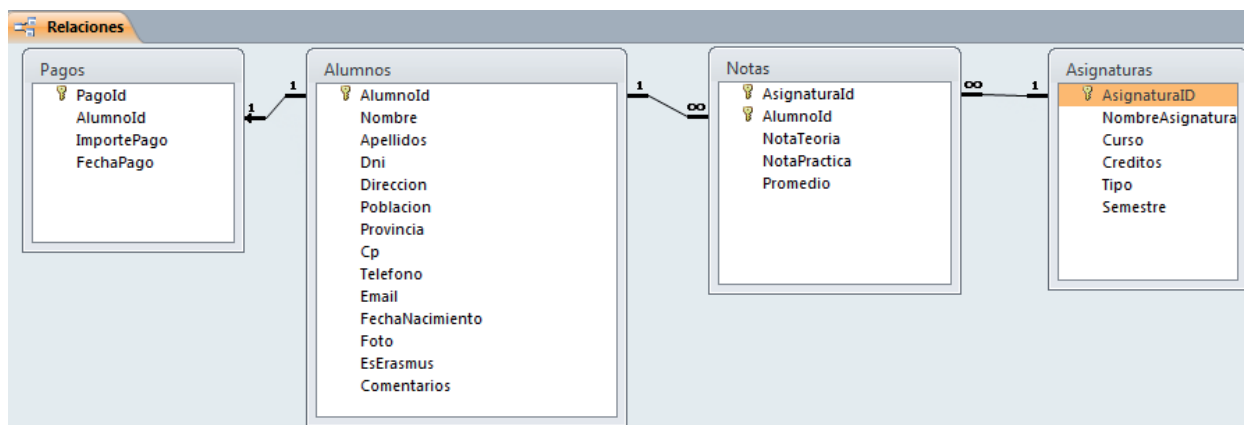 Relaciones
Pagos
PagoId
AlumnoId
ImportePago
FechaPago
1
1
Alumnos
AlumnoId
Nombre
Apellidos
Dni
Direccion
Poblacion
Provincia
Cp
Telefono
Email
FechaNacimiento
Foto
EsErasmus
Comentarios
1
∞
Notas
AsignaturaId
AlumnoId
NotaTeoria
NotaPractica
Promedio
∞
1
Asignaturas
AsignaturaID
NombreAsignatura
Curso
Creditos
Tipo
Semestre